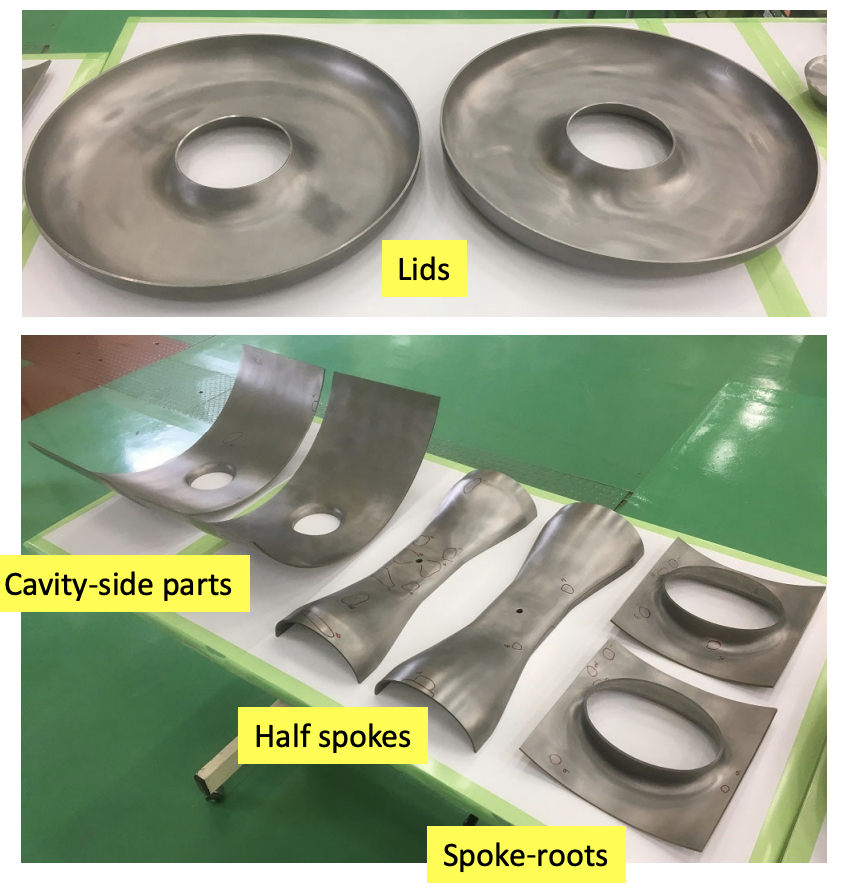 Lids
Cavity-side parts
Half spokes
Spoke-roots